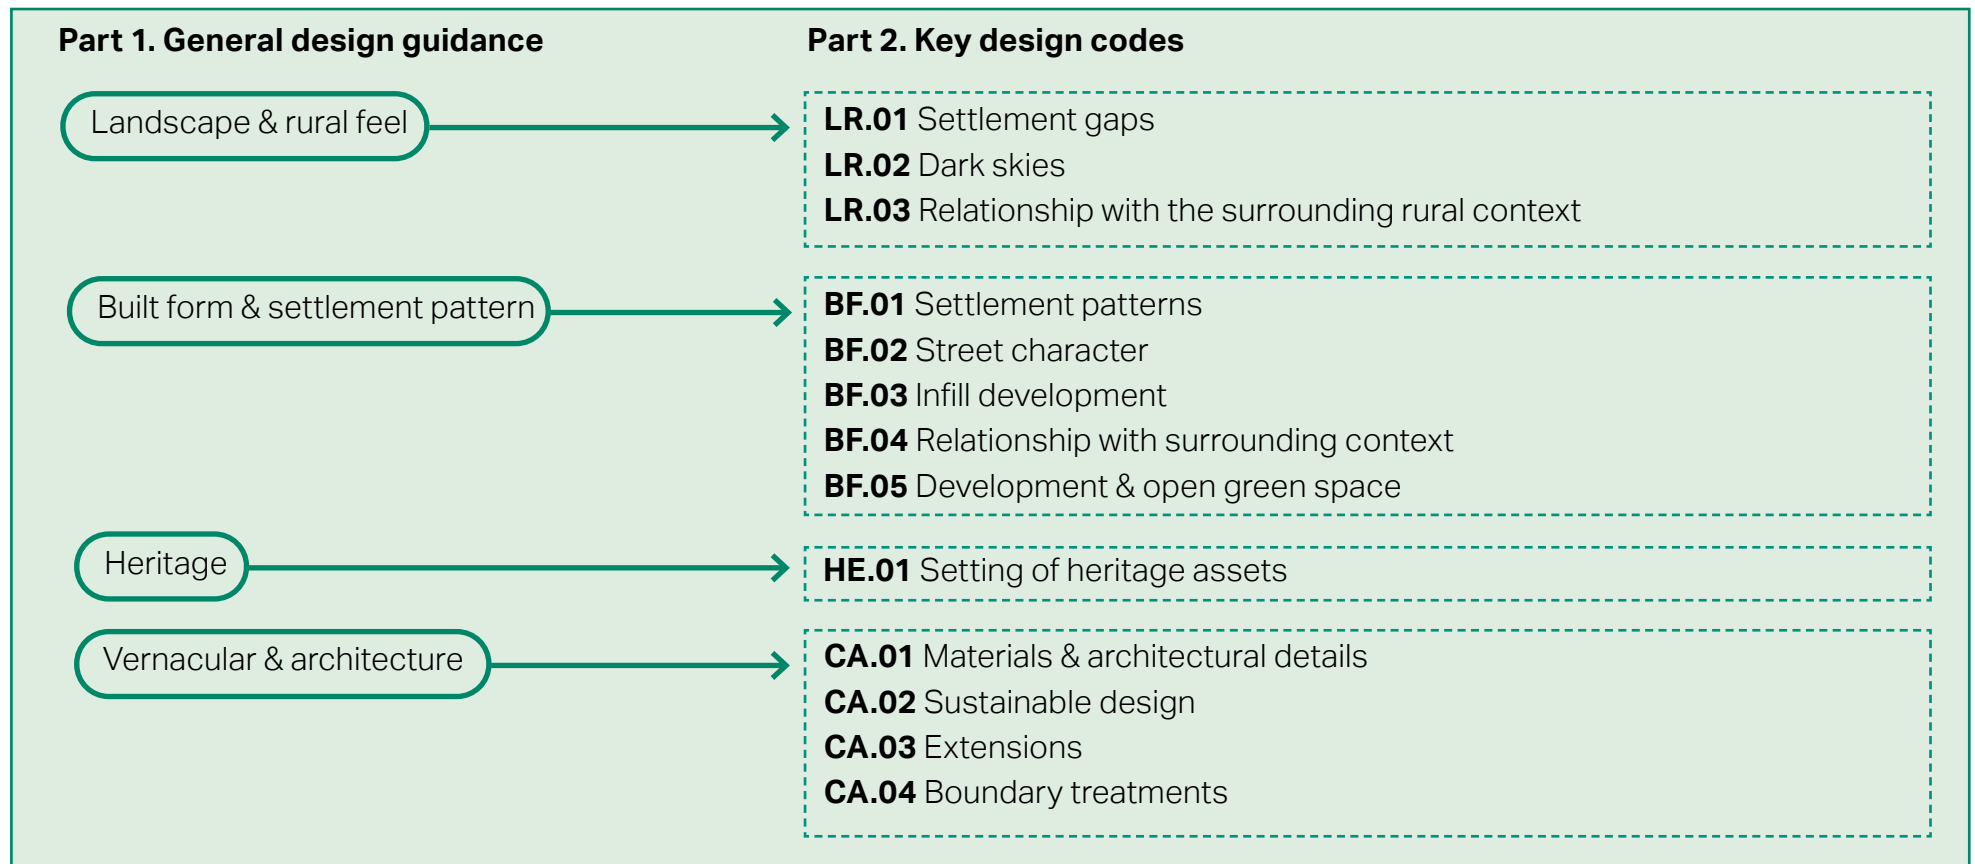 Part 1. General design guidance
Part 2. Key design codes
Landscape & rural feel
LR.01 Settlement gaps
LR.02 Dark skies
LR.03 Relationship with the surrounding rural context
Built form & settlement pattern
BF.01 Settlement patterns
BF.02 Street character
BF.03 Infill development
BF.04 Relationship with surrounding context
BF.05 Development & open green space
Heritage
HE.01 Setting of heritage assets
Vernacular & architecture
CA.01 Materials & architectural details
CA.02 Sustainable design
CA.03 Extensions
CA.04 Boundary treatments